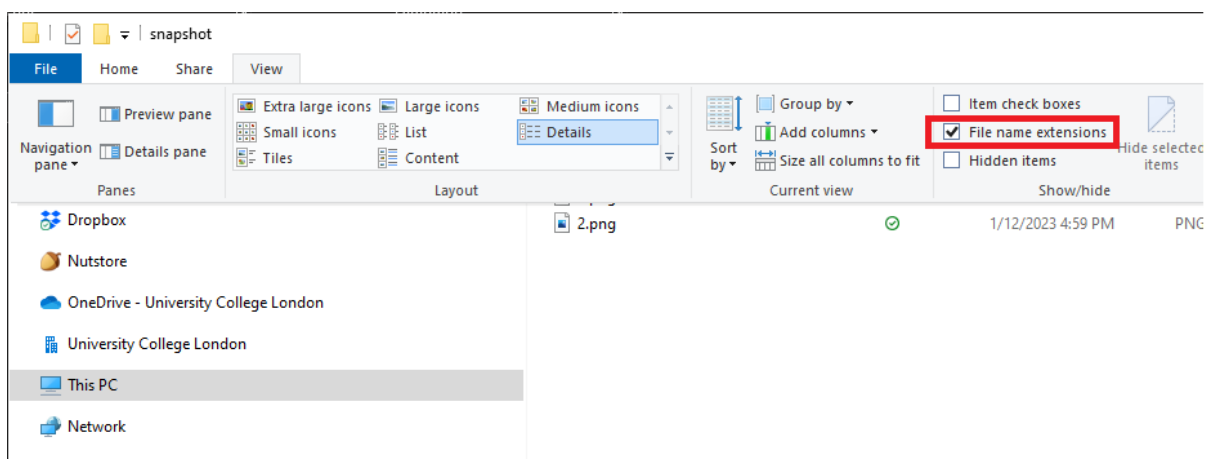 snapshot
File Home Share View
Navigation pane
Preview pane
Details pane
Panes
Extra large icons Large icons Medium icons
Small icons List Details
Tiles Content
Layout
Sort by
Group by
Add columns
Size all columns to fit
Current view
Item check boxes
File name extensions
Hidden items
Hide selected
items
Show/hide
Dropbox
2.png 1/12/2023 4:59 PM PNG
Nutstore
OneDrive - University College London
University College London
This PC
Network